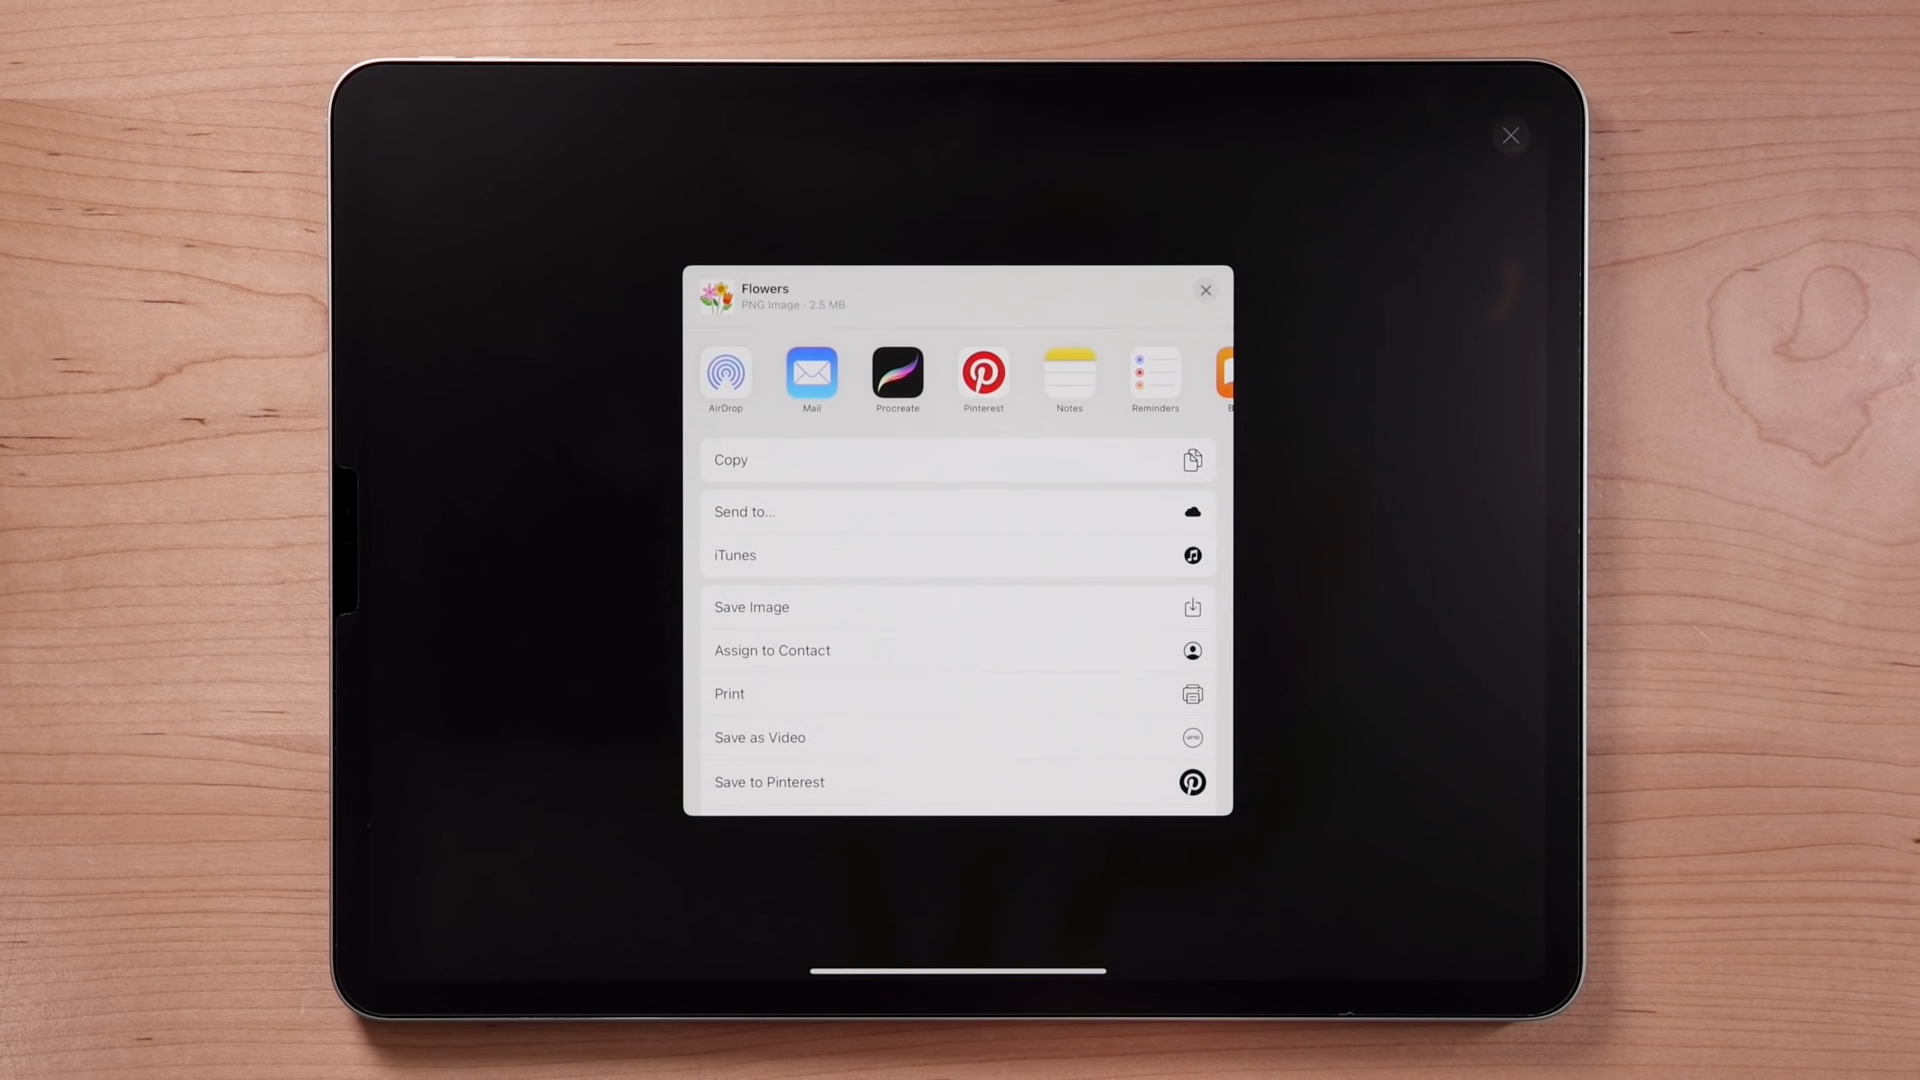 Flowers
PNG Image · 2.5 MB
AirDrop
Mail
Procreate
Pinterest
Notes
Reminders
B
Copy
Send to...
iTunes
Save Image
Assign to Contact
Print
Save as Video
Save to Pinterest